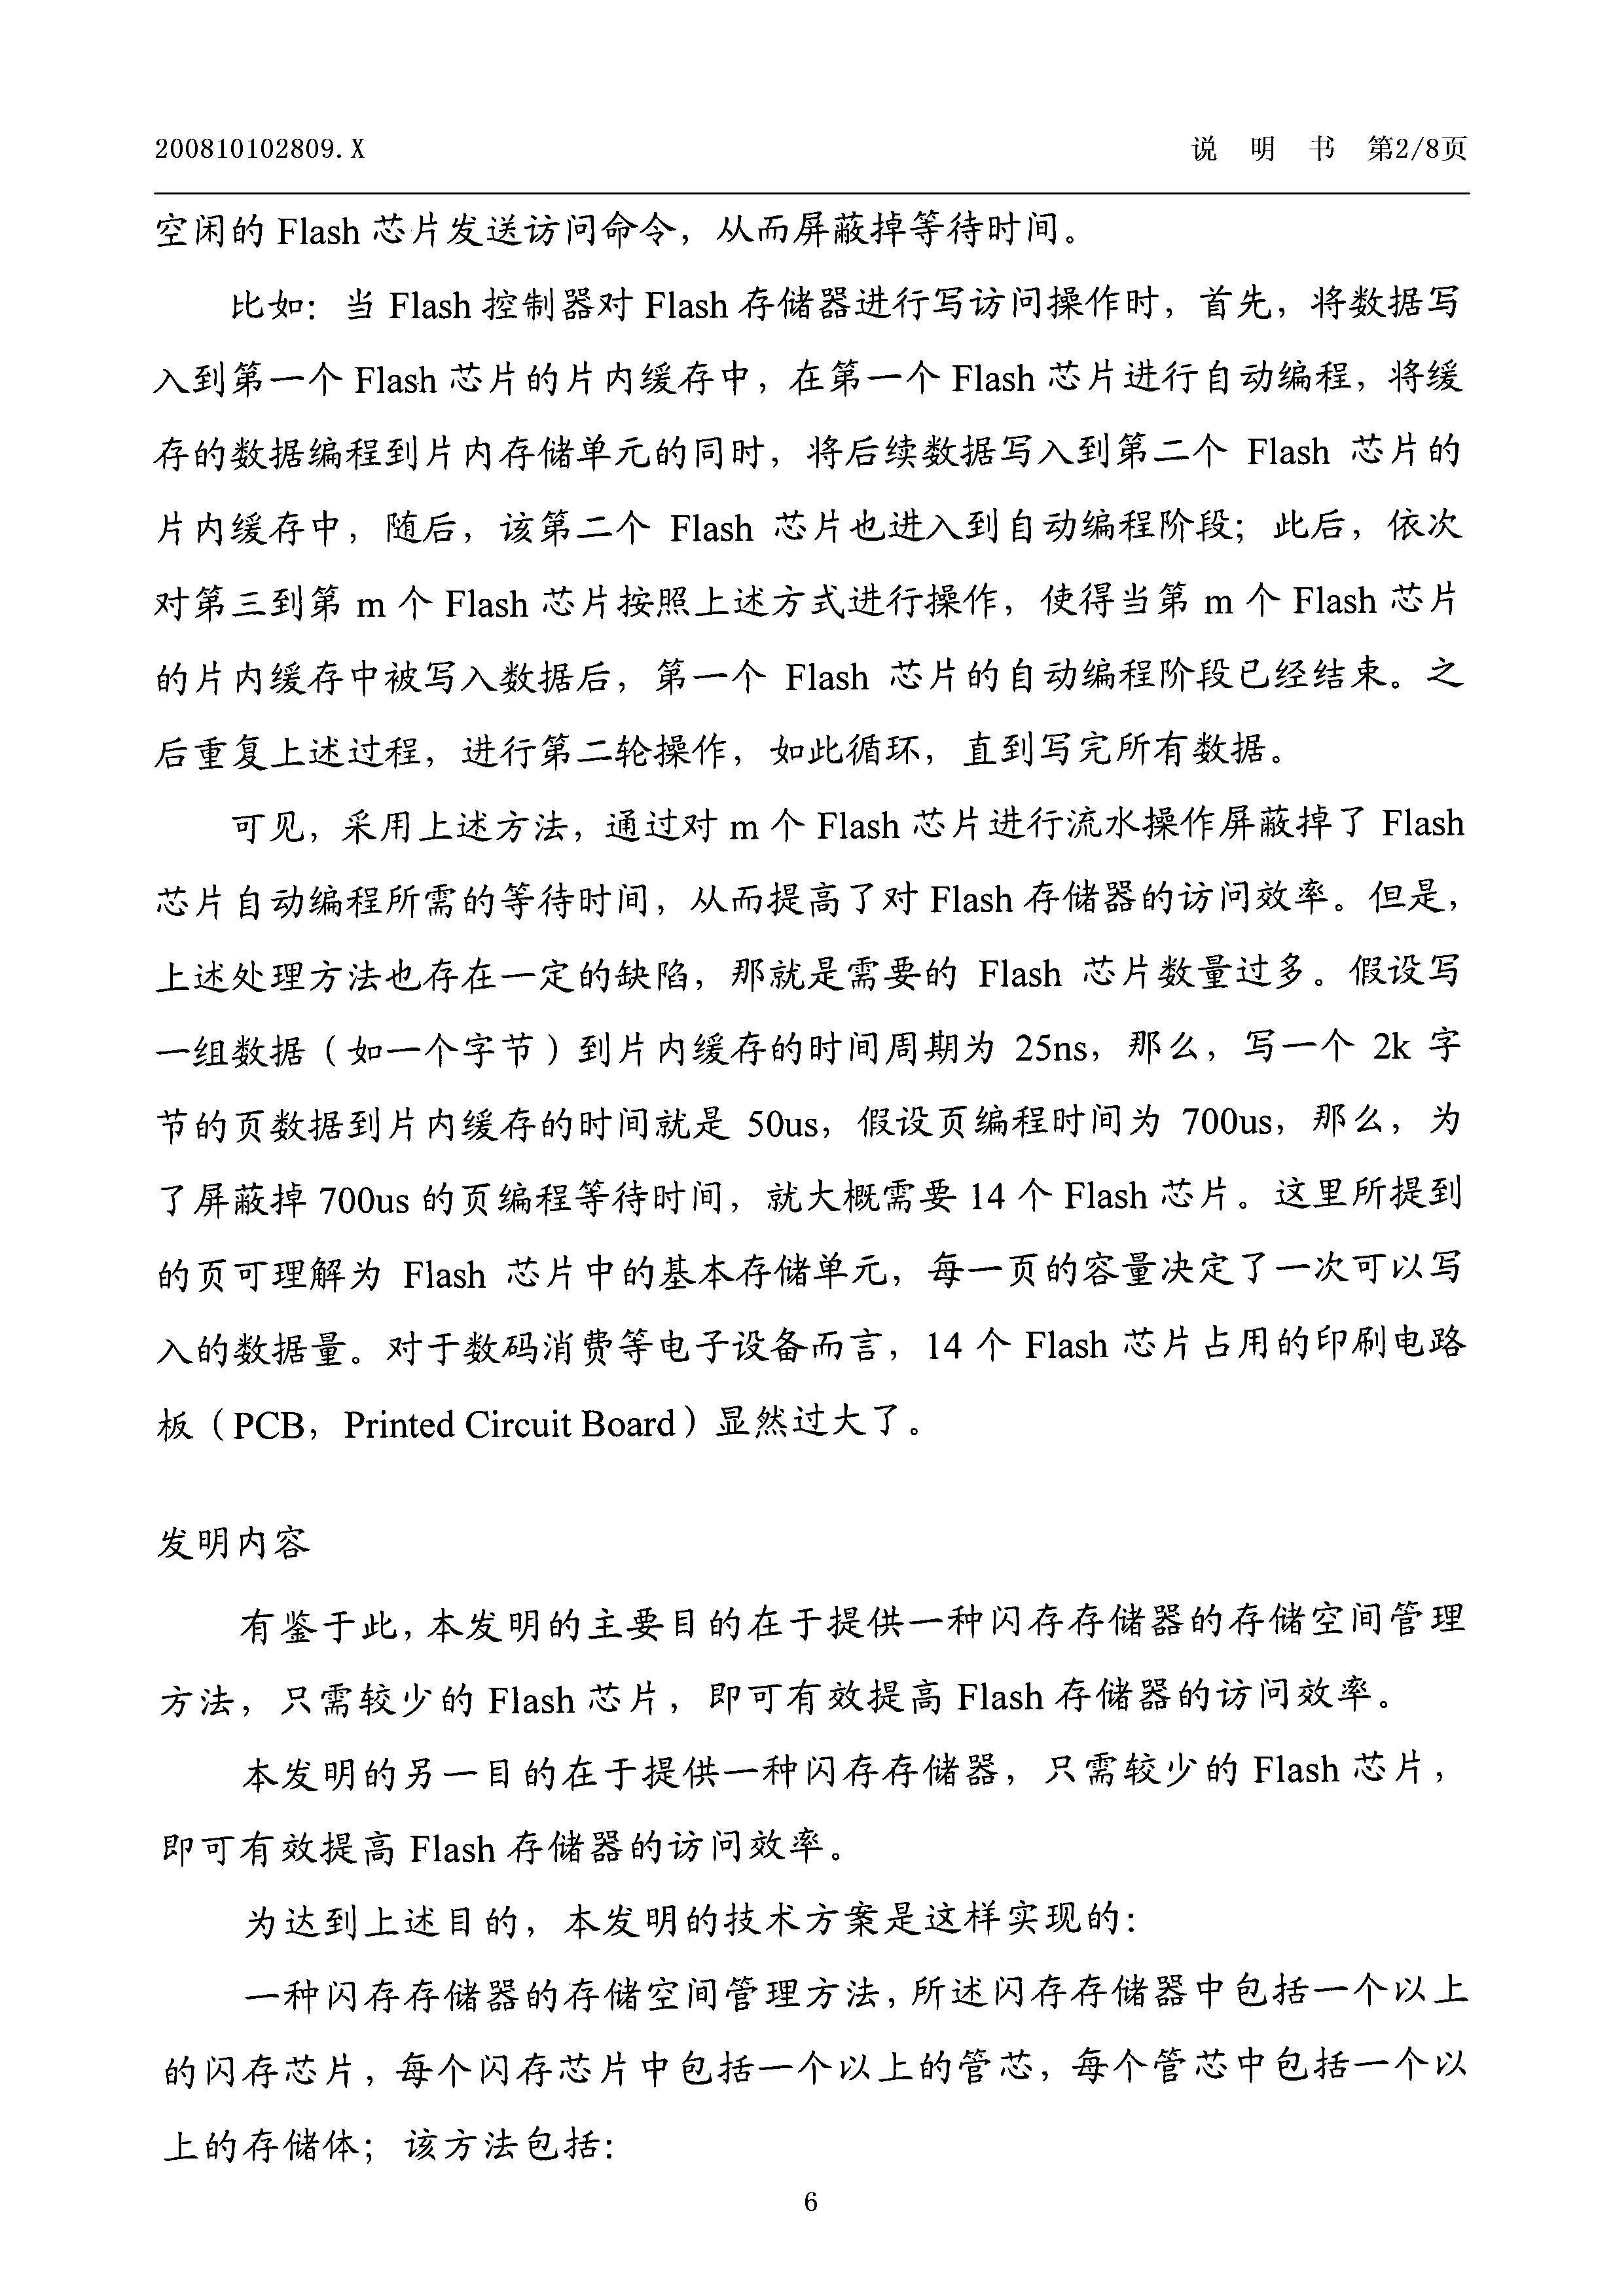 200810102809.X 说 明 书 第2/8页
空闲的 Flash 芯片发送访问命令，从而屏蔽掉等待时间。
比如：当 Flash 控制器对 Flash 存储器进行写访问操作时，首先，将数据写
入到第一个 Flash 芯片的片内缓存中，在第一个 Flash 芯片进行自动编程，将缓
存的数据编程到片内存储单元的同时，将后续数据写入到第二个 Flash 芯片的
片内缓存中，随后，该第二个 Flash 芯片也进入到自动编程阶段；此后，依次
对第三到第 m 个 Flash 芯片按照上述方式进行操作，使得当第 m 个 Flash 芯片
的片内缓存中被写入数据后，第一个 Flash 芯片的自动编程阶段已经结束。之
后重复上述过程，进行第二轮操作，如此循环，直到写完所有数据。
可见，采用上述方法，通过对 m 个 Flash 芯片进行流水操作屏蔽掉了 Flash
芯片自动编程所需的等待时间，从而提高了对 Flash 存储器的访问效率。但是，
上述处理方法也存在一定的缺陷，那就是需要的 Flash 芯片数量过多。假设写
一组数据（如一个字节）到片内缓存的时间周期为 25ns，那么，写一个 2k 字
节的页数据到片内缓存的时间就是 50us，假设页编程时间为 700us，那么，为
了屏蔽掉 700us 的页编程等待时间，就大概需要 14 个 Flash 芯片。这里所提到
的页可理解为 Flash 芯片中的基本存储单元，每一页的容量决定了一次可以写
入的数据量。对于数码消费等电子设备而言，14 个 Flash 芯片占用的印刷电路
板（PCB，Printed Circuit Board）显然过大了。
发明内容
有鉴于此，本发明的主要目的在于提供一种闪存存储器的存储空间管理
方法，只需较少的 Flash 芯片，即可有效提高 Flash 存储器的访问效率。
本发明的另一目的在于提供一种闪存存储器，只需较少的 Flash 芯片，
即可有效提高 Flash 存储器的访问效率。
为达到上述目的，本发明的技术方案是这样实现的：
一种闪存存储器的存储空间管理方法，所述闪存存储器中包括一个以上
的闪存芯片，每个闪存芯片中包括一个以上的管芯，每个管芯中包括一个以
上的存储体；该方法包括：
6